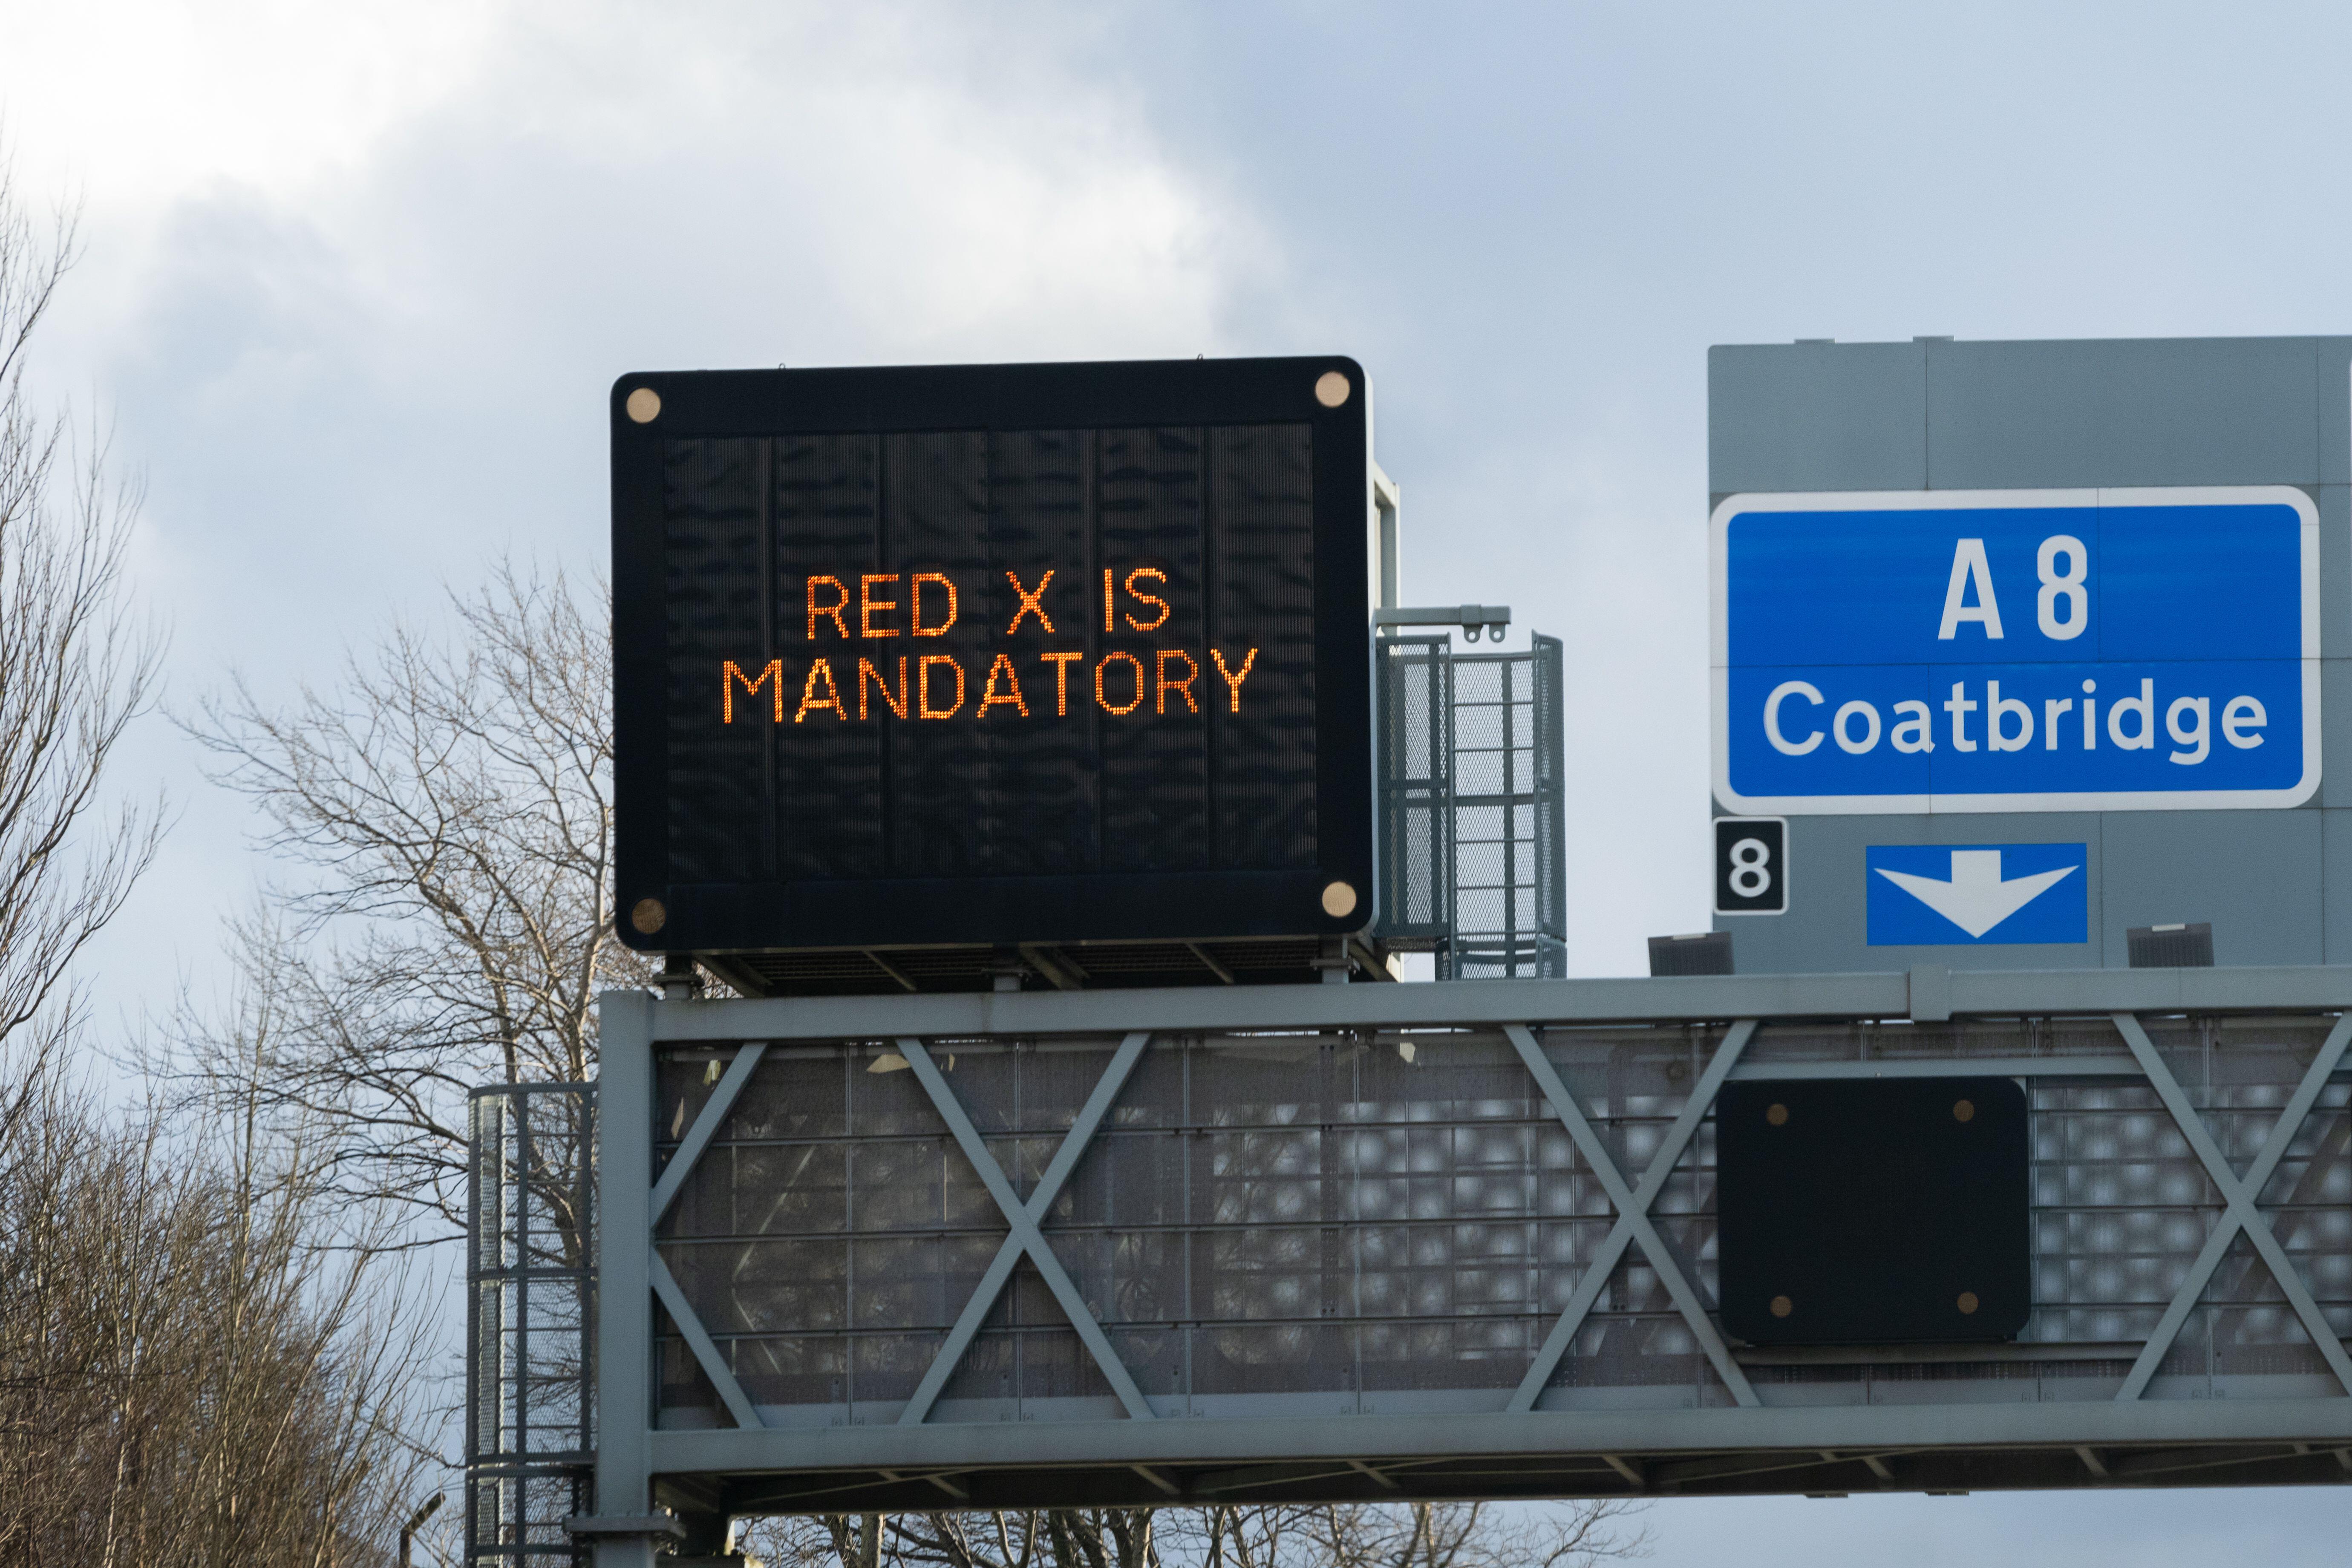 RED X IS
MANDATORY
A 8
Coatbridge
8